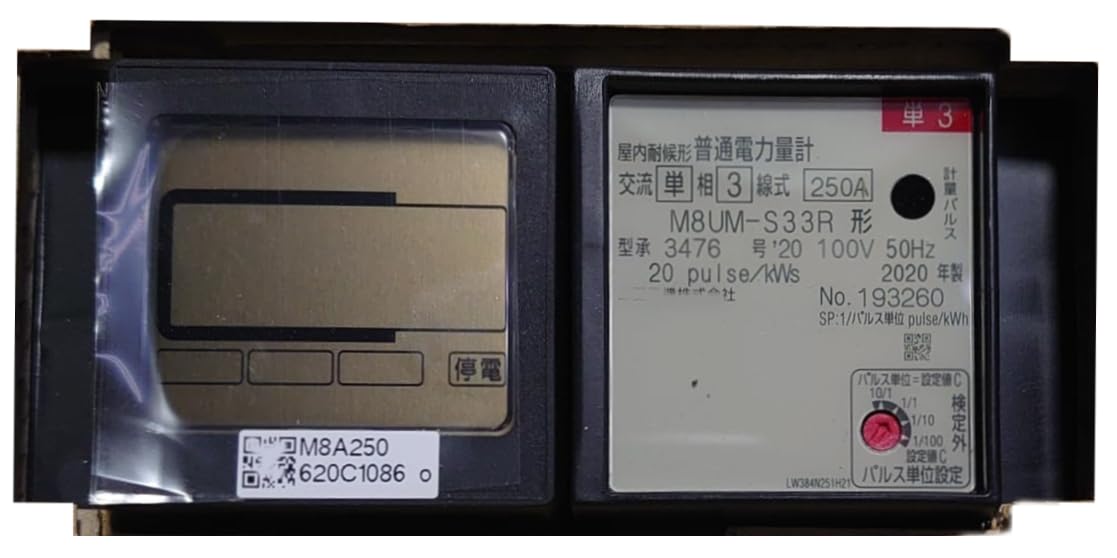 停電
M8A250
620C1086 o
単 3
屋内耐候形 普通電力量計
交流 単 相 3 線式 250A
計量パルス
M8UM-S33R 形
型承 3476 号 '20 100V 50Hz
20 pulse/kWs 2020 年製
株式会社
No. 193260
SP:1/パルス単位 pulse/kWh
パルス単位=設定値C
10/1
1/1
1/10
1/100
設定値C
検定外
パルス単位設定
LW384N251H21